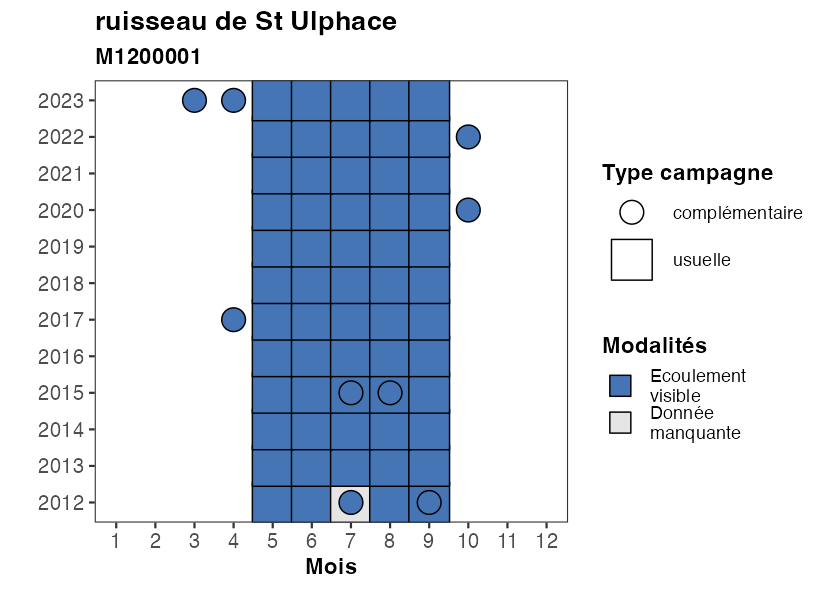 ruisseau de St Ulphace
M1200001
2023
2022
2021
2020
2019
2018
2017
2016
2015
2014
2013
2012
1 2 3 4 5 6 7 8 9 10 11 12
Mois
Type campagne
complémentaire
usuelle
Modalités
Ecoulement
visible
Donnée
manquante